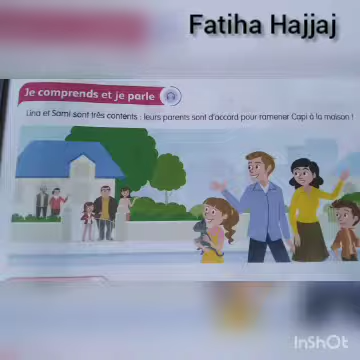 Fatiha Hajjaj
Je comprends et je parle
Lina et Sami sont très contents : leurs parents sont d'accord pour ramener Capi à la maison !
InShOt